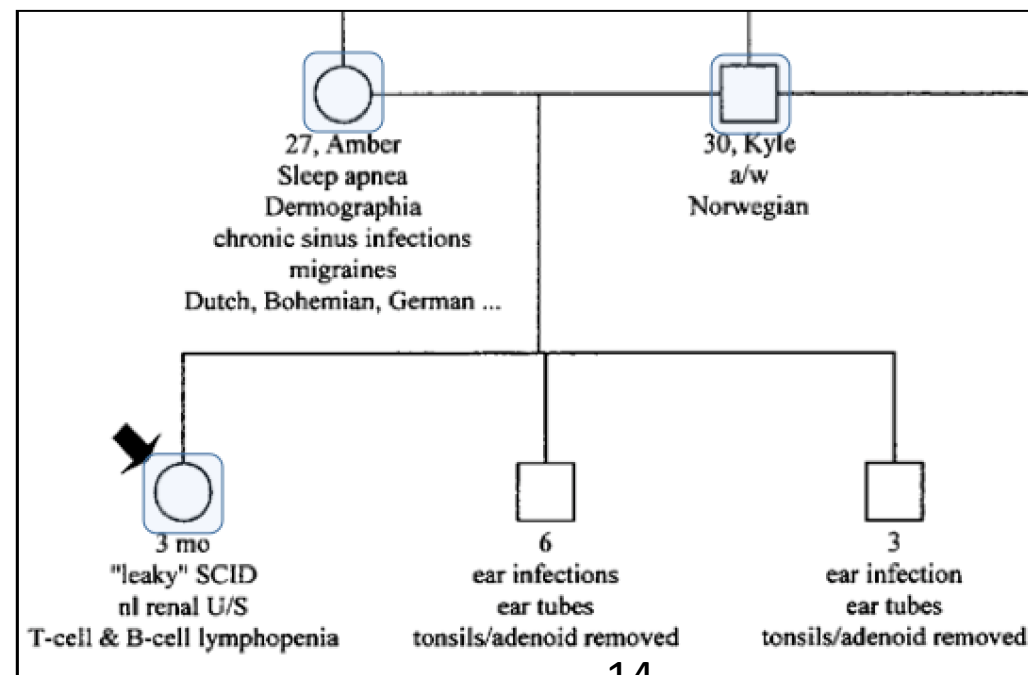 27, Amber
Sleep apnea
Dermographia
chronic sinus infections
migraines
Dutch, Bohemian, German ...
30, Kyle
a/w
Norwegian
3 mo
"leaky" SCID
nl renal U/S
T-cell & B-cell lymphopenia
6
ear infections
ear tubes
tonsils/adenoid removed
3
ear infection
ear tubes
tonsils/adenoid removed
14